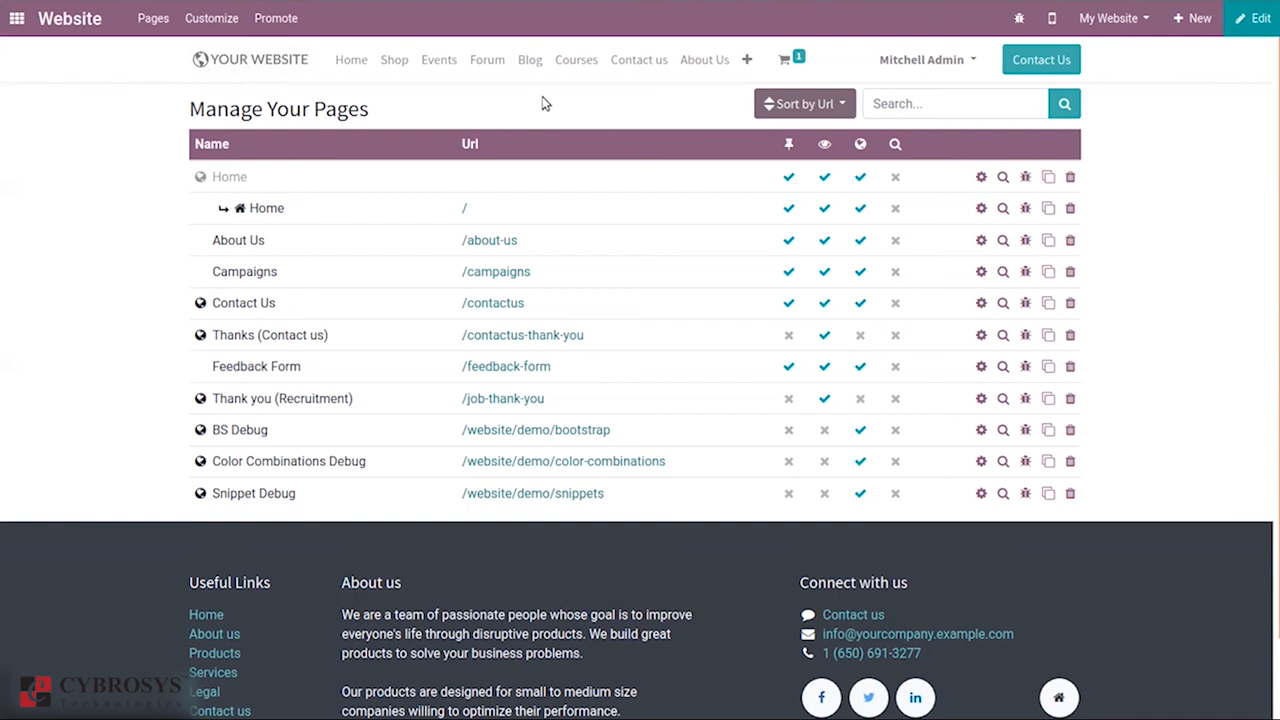 Website Pages Customize Promote My Website New Edit
YOUR WEBSITE Home Shop Events Forum Blog Courses Contact us About Us 1 Mitchell Admin Contact Us
Manage Your Pages Sort by Url Search...
Name Url
Home
Home /
About Us /about-us
Campaigns /campaigns
Contact Us /contactus
Thanks (Contact us) /contactus-thank-you
Feedback Form /feedback-form
Thank you (Recruitment) /job-thank-you
BS Debug /website/demo/bootstrap
Color Combinations Debug /website/demo/color-combinations
Snippet Debug /website/demo/snippets
Useful Links About us Connect with us
Home We are a team of passionate people whose goal is to improve Contact us
About us everyone's life through disruptive products. We build great info@yourcompany.example.com
Products products to solve your business problems. 1 (650) 691-3277
Services
Legal Our products are designed for small to medium size
Contact us companies willing to optimize their performance.
CYBROSYS
Technologies